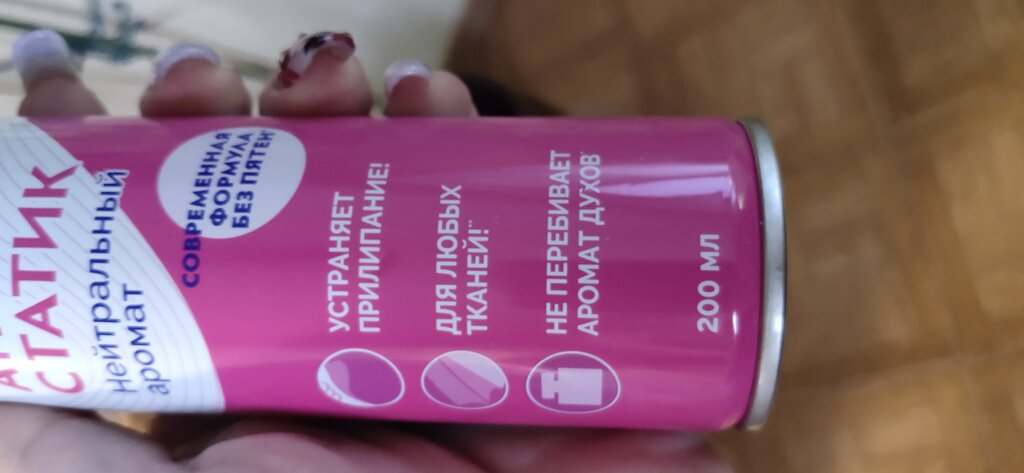 СТАТИК
нейтральный
аромат
СОВРЕМЕННАЯ
ФОРМУЛА
БЕЗ ПЯТЕН*
УСТРАНЯЕТ
ПРИЛИПАНИЕ!
ДЛЯ ЛЮБЫХ
ТКАНЕЙ!**
НЕ ПЕРЕБИВАЕТ
АРОМАТ ДУХОВ*
200 МЛ